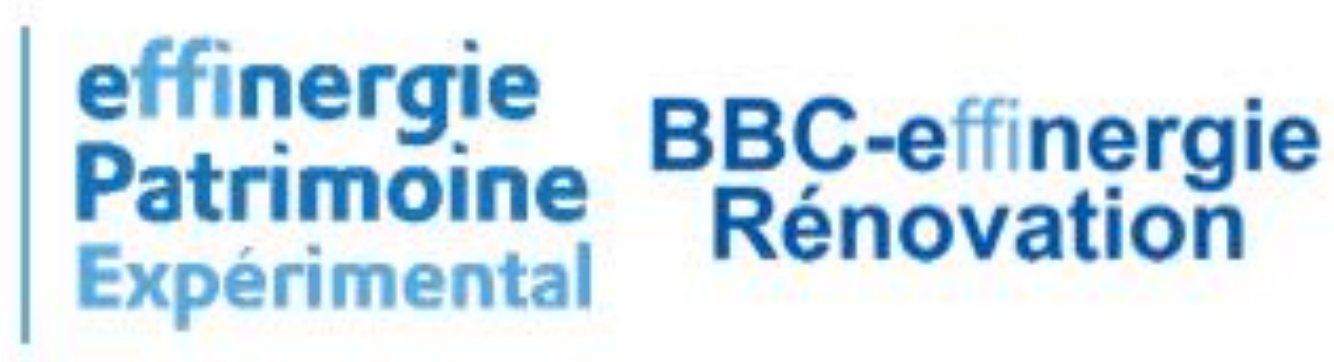 effinergie
Patrimoine
Expérimental
BBC-effinergie
Rénovation